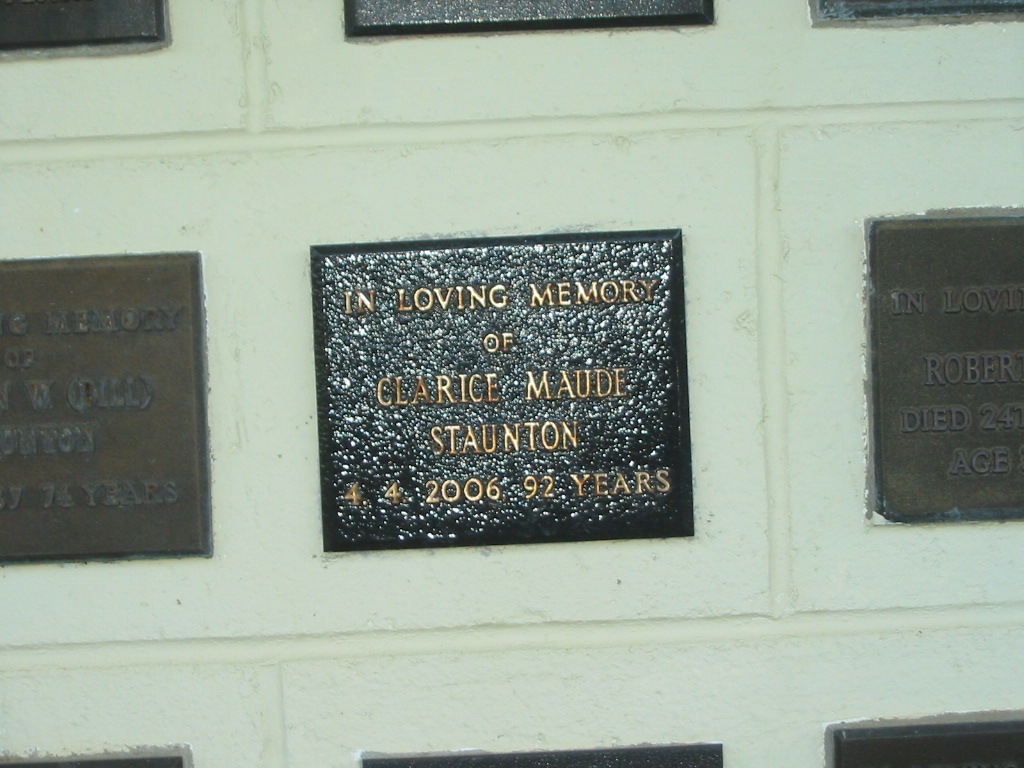 IN LOVING MEMORY
OF
CLARICE MAUDE
STAUNTON
4 4 2006 92 YEARS
MEMORY
OF
W (BILL)
YEARS
IN
ROBERT
DIED
AGE